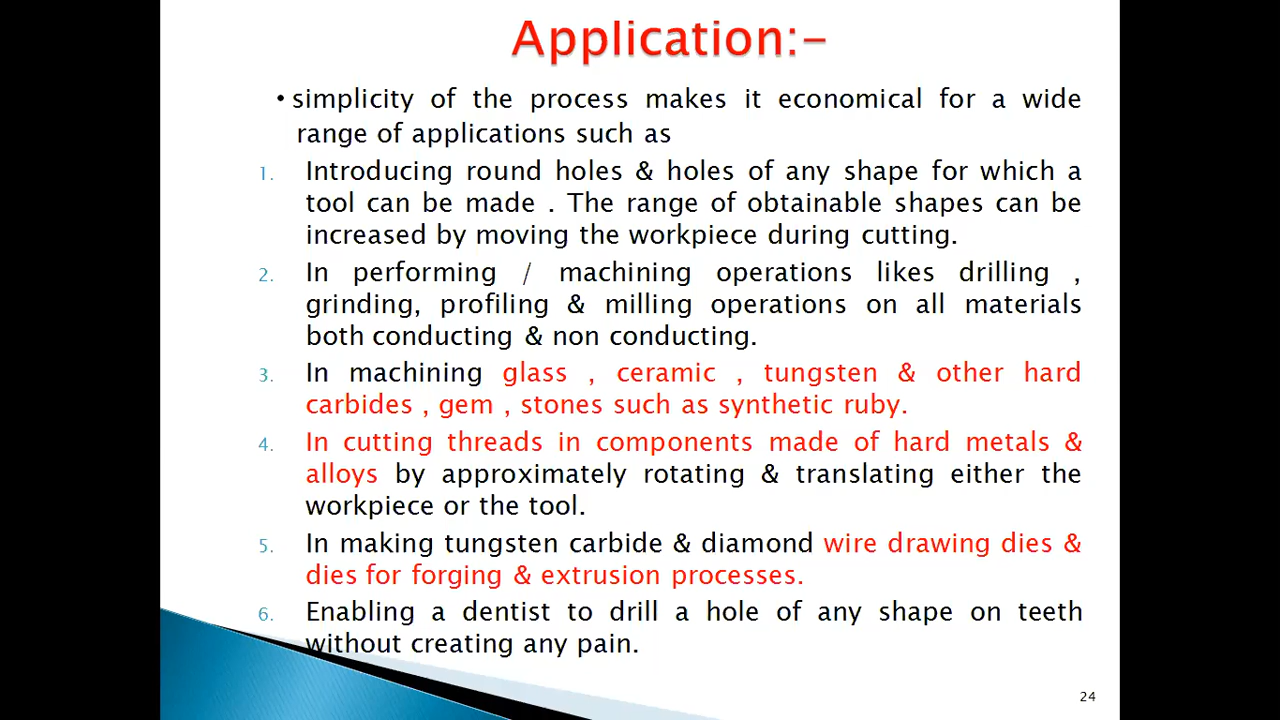 Application:-
• simplicity of the process makes it economical for a wide
range of applications such as
1. Introducing round holes & holes of any shape for which a
tool can be made . The range of obtainable shapes can be
increased by moving the workpiece during cutting.
2. In performing / machining operations likes drilling ,
grinding, profiling & milling operations on all materials
both conducting & non conducting.
3. In machining glass , ceramic , tungsten & other hard
carbides , gem , stones such as synthetic ruby.
4. In cutting threads in components made of hard metals &
alloys by approximately rotating & translating either the
workpiece or the tool.
5. In making tungsten carbide & diamond wire drawing dies &
dies for forging & extrusion processes.
6. Enabling a dentist to drill a hole of any shape on teeth
without creating any pain.
24